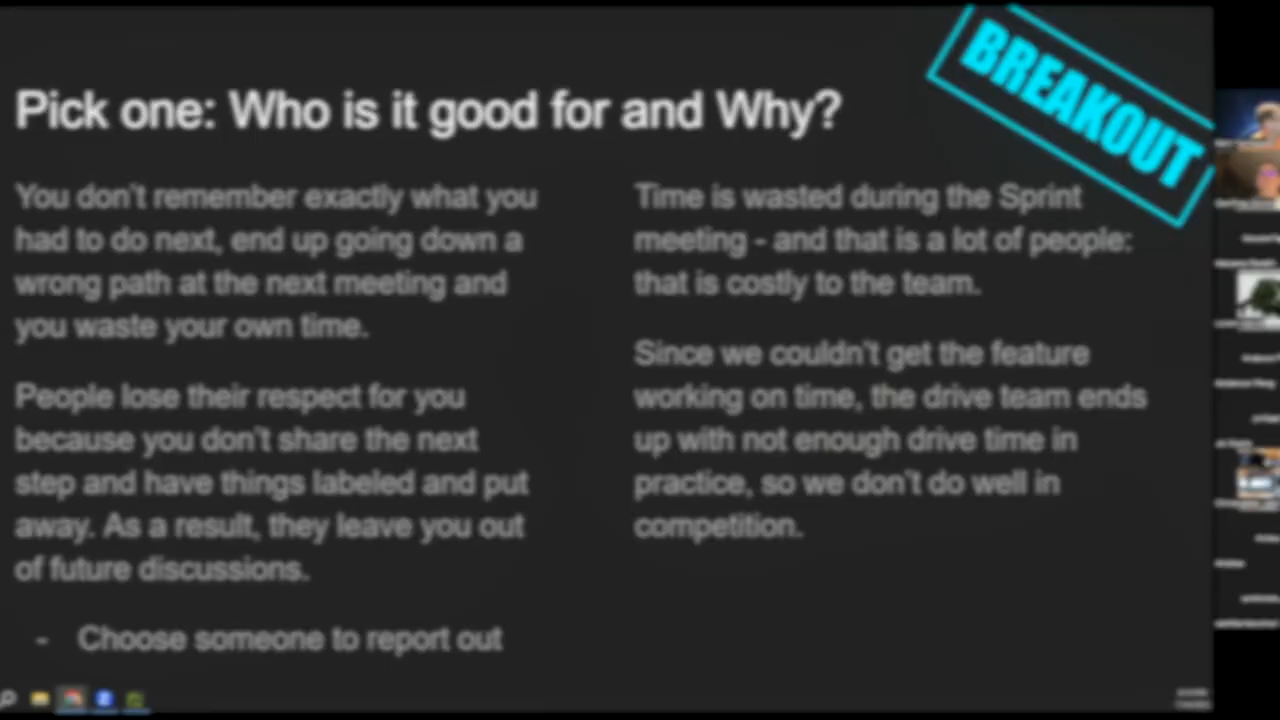 BREAKOUT
Pick one: Who is it good for and Why?
You don't remember exactly what you
had to do next, end up going down a
wrong path at the next meeting and
you waste your own time.
People lose their respect for you
because you don't share the next
step and have things labeled and put
away. As a result, they leave you out
of future discussions.
- Choose someone to report out
Time is wasted during the Sprint
meeting - and that is a lot of people:
that is costly to the team.
Since we couldn't get the feature
working on time, the drive team ends
up with not enough drive time in
practice, so we don't do well in
competition.